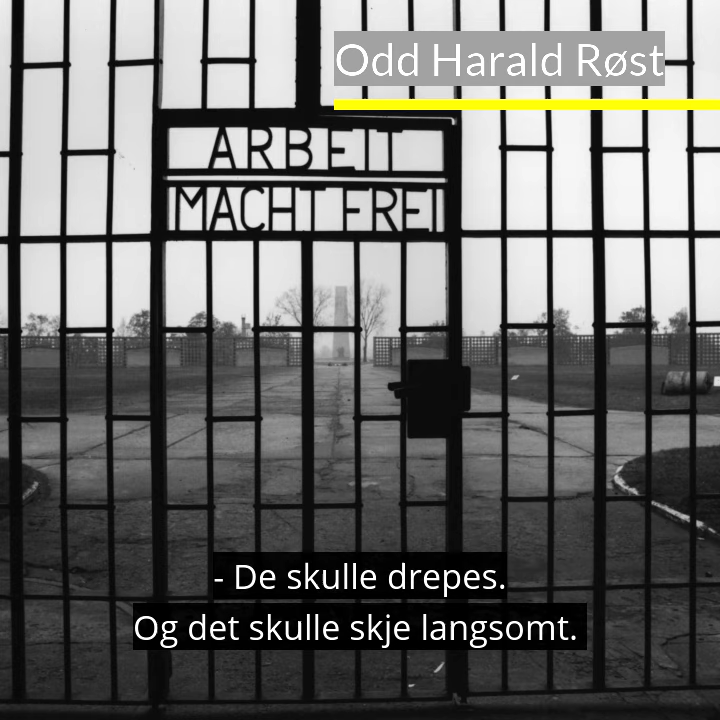 Odd Harald Røst
ARBEIT
MACHT FREI
- De skulle drepes.
Og det skulle skje langsomt.